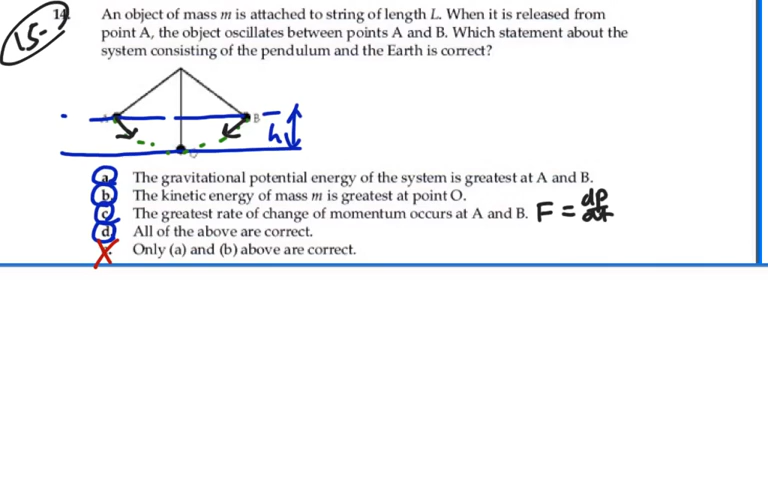 15-
14. An object of mass m is attached to string of length L. When it is released from
point A, the object oscillates between points A and B. Which statement about the
system consisting of the pendulum and the Earth is correct?
B
h
a The gravitational potential energy of the system is greatest at A and B.
b The kinetic energy of mass m is greatest at point O.
c The greatest rate of change of momentum occurs at A and B. F = dp/dt
d All of the above are correct.
Only (a) and (b) above are correct.